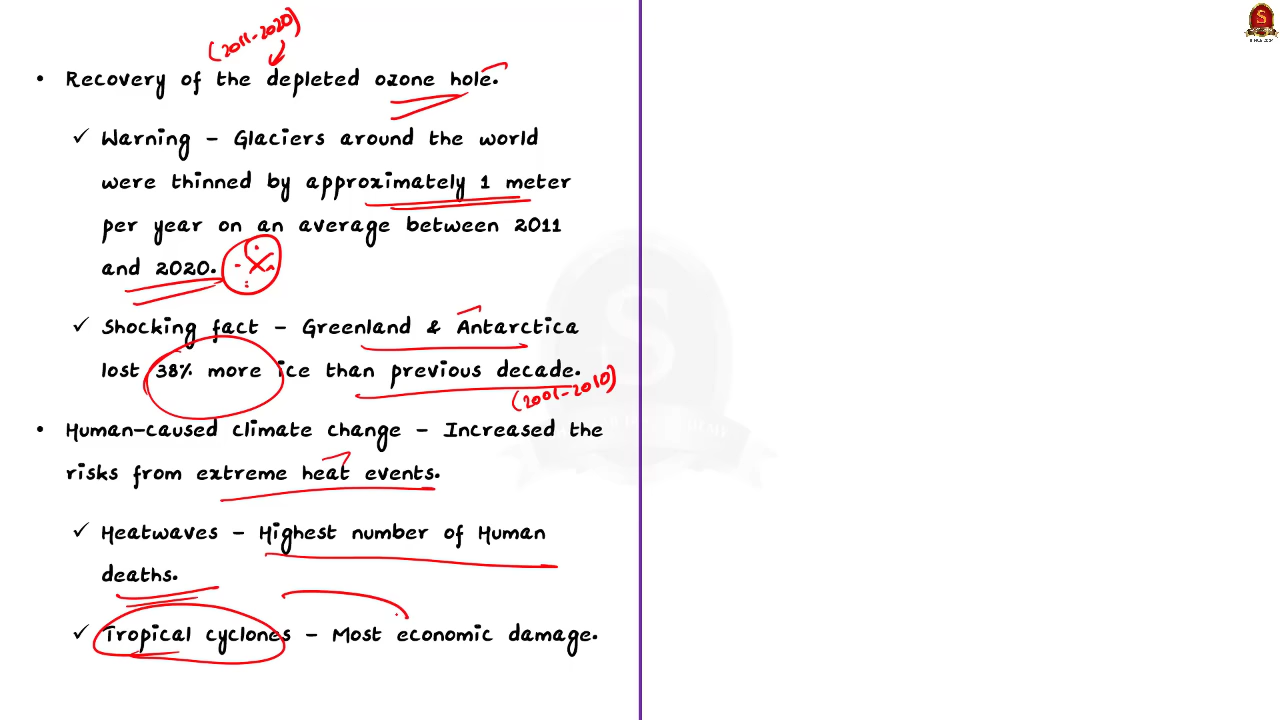 (2011-2020)
• Recovery of the depleted ozone hole.
✓ Warning – Glaciers around the world
were thinned by approximately 1 meter
per year on an average between 2011
and 2020.
✓ Shocking fact – Greenland & Antarctica
lost 38% more ice than previous decade.
(2001-2010)
• Human-caused climate change – Increased the
risks from extreme heat events.
✓ Heatwaves – Highest number of Human
deaths.
✓ Tropical cyclones – Most economic damage.